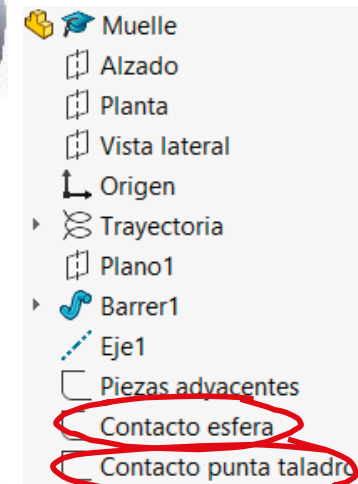 Muelle
Alzado
Planta
Vista lateral
Origen
Trayectoria
Plano1
Barrer1
Eje1
Piezas adyacentes
Contacto esfera
Contacto punta taladro